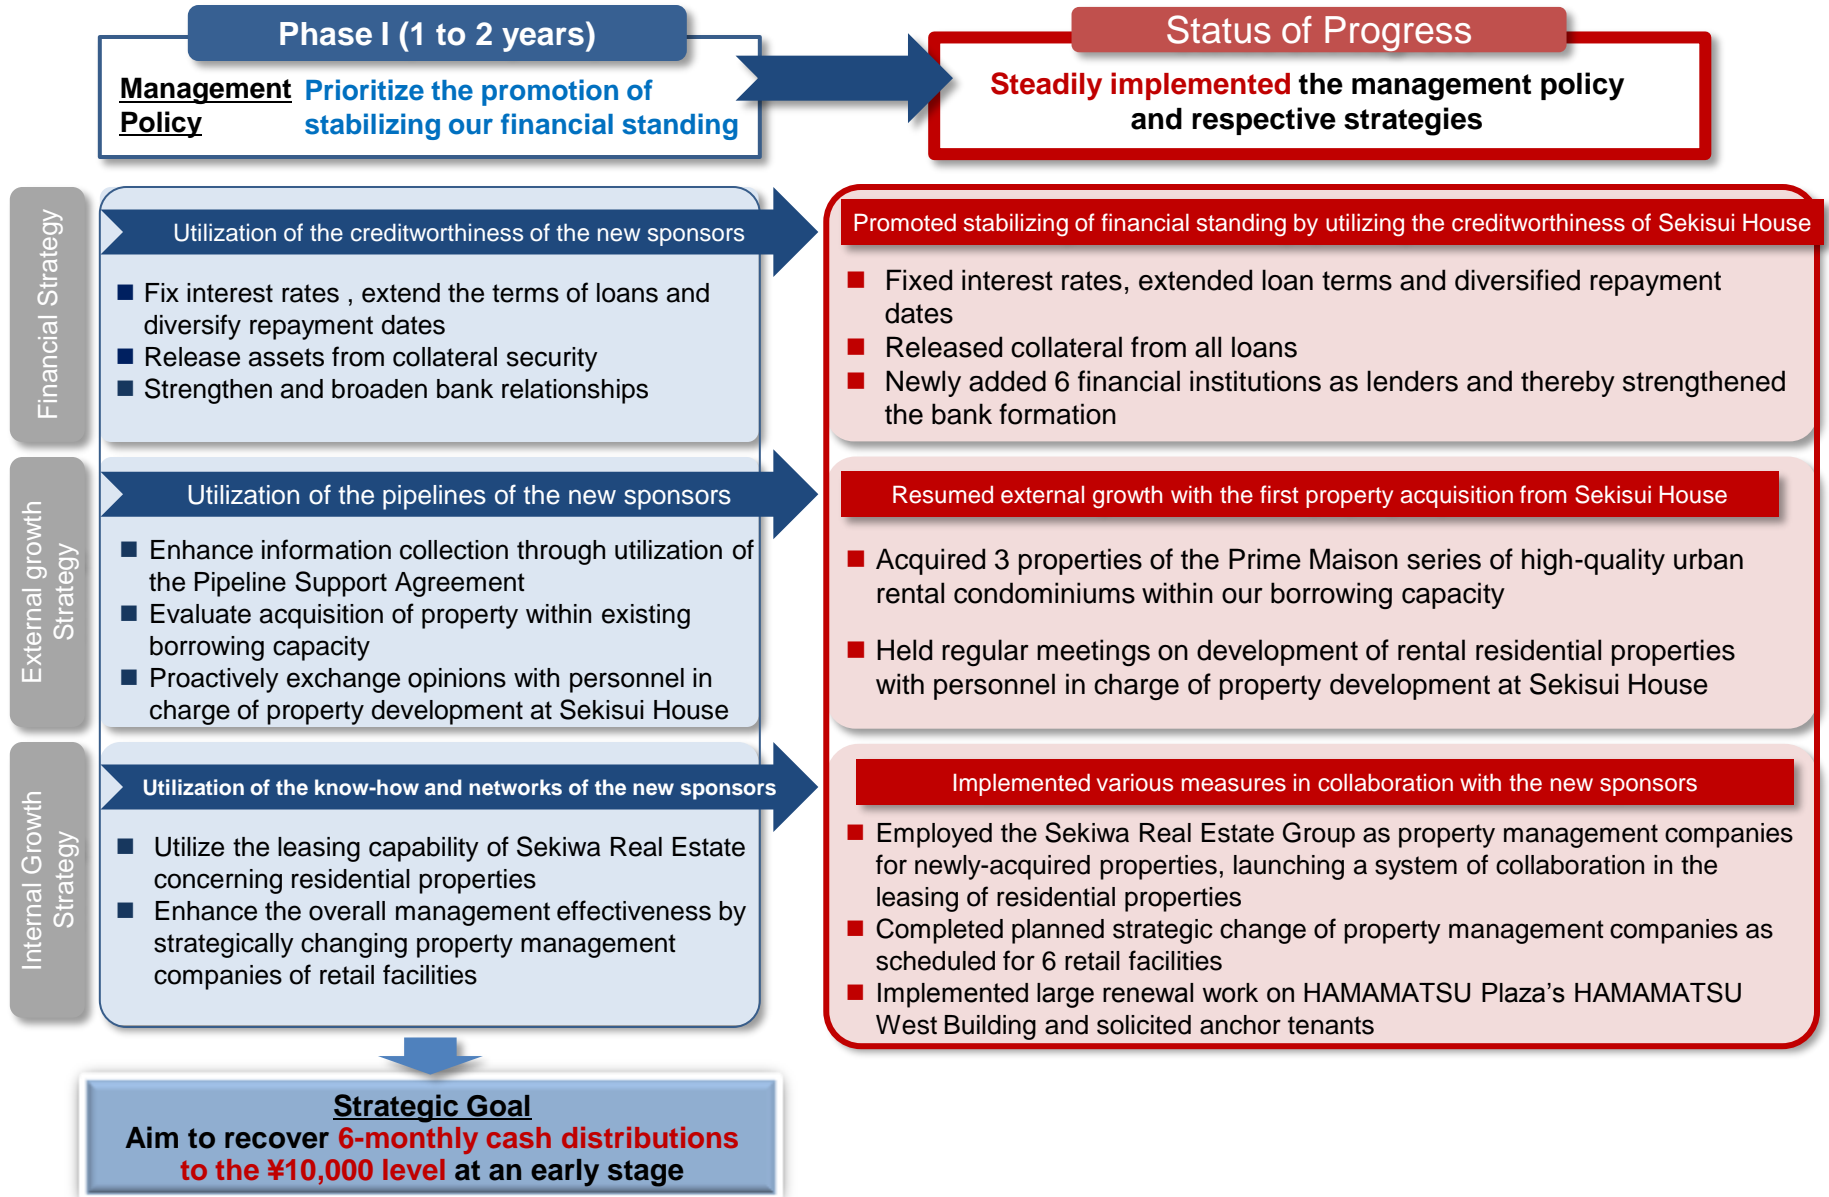 Phase I (1 to 2 years)
Management
Policy
Prioritize the promotion of
stabilizing our financial standing
Status of Progress
Steadily implemented the management policy
and respective strategies
Financial Strategy
Utilization of the creditworthiness of the new sponsors
■ Fix interest rates , extend the terms of loans and
diversify repayment dates
■ Release assets from collateral security
■ Strengthen and broaden bank relationships
Promoted stabilizing of financial standing by utilizing the creditworthiness of Sekisui House
■ Fixed interest rates, extended loan terms and diversified repayment
dates
■ Released collateral from all loans
■ Newly added 6 financial institutions as lenders and thereby strengthened
the bank formation
External growth
Strategy
Utilization of the pipelines of the new sponsors
■ Enhance information collection through utilization of
the Pipeline Support Agreement
■ Evaluate acquisition of property within existing
borrowing capacity
■ Proactively exchange opinions with personnel in
charge of property development at Sekisui House
Resumed external growth with the first property acquisition from Sekisui House
■ Acquired 3 properties of the Prime Maison series of high-quality urban
rental condominiums within our borrowing capacity
■ Held regular meetings on development of rental residential properties
with personnel in charge of property development at Sekisui House
Internal Growth
Strategy
Utilization of the know-how and networks of the new sponsors
■ Utilize the leasing capability of Sekiwa Real Estate
concerning residential properties
■ Enhance the overall management effectiveness by
strategically changing property management
companies of retail facilities
Implemented various measures in collaboration with the new sponsors
■ Employed the Sekiwa Real Estate Group as property management companies
for newly-acquired properties, launching a system of collaboration in the
leasing of residential properties
■ Completed planned strategic change of property management companies as
scheduled for 6 retail facilities
■ Implemented large renewal work on HAMAMATSU Plaza’s HAMAMATSU
West Building and solicited anchor tenants
Strategic Goal
Aim to recover 6-monthly cash distributions
to the ¥10,000 level at an early stage